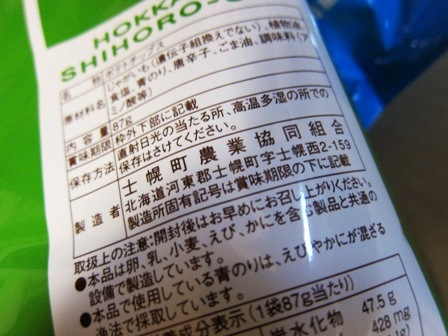 HOKKA
SHIHORO-
名 称 ポテトチップス
原材料名 じゃがいも(遺伝子組換えでない)、植物油、
食塩、青のり、唐辛子、ごま油、調味料(ア
ミノ酸等)
内 容 量 87g
賞味期限 枠外下部に記載
保存方法 直射日光の当たる所、高温多湿の所での
保存はさけてください。
製 造 者 士幌町農業協同組合
北海道河東郡士幌町字士幌西2-159
製造所固有記号は賞味期限の下に記載
取扱上の注意:開封後はお早めにお召し上がりください。
●本品は卵、乳、小麦、えび、かにを含む製品と共通の
設備で製造しています。
●本品で使用している青のりは、えびやかにが混ざる
漁法で採取しています。
養成分表示(1袋87g当たり)
炭水化物 47.5g
428mg